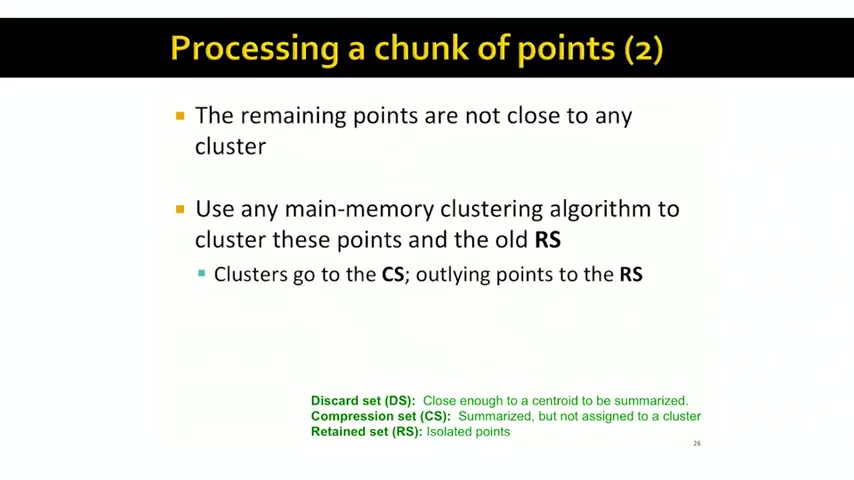 Processing a chunk of points (2)
The remaining points are not close to any
cluster
Use any main-memory clustering algorithm to
cluster these points and the old RS
Clusters go to the CS; outlying points to the RS
Discard set (DS): Close enough to a centroid to be summarized.
Compression set (CS): Summarized, but not assigned to a cluster
Retained set (RS): Isolated points
26